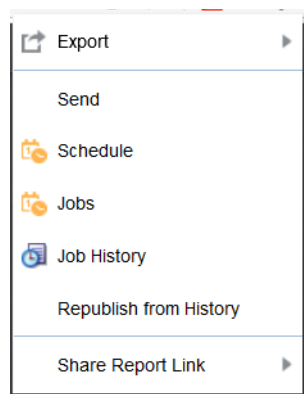 Export
Send
Schedule
Jobs
Job History
Republish from History
Share Report Link